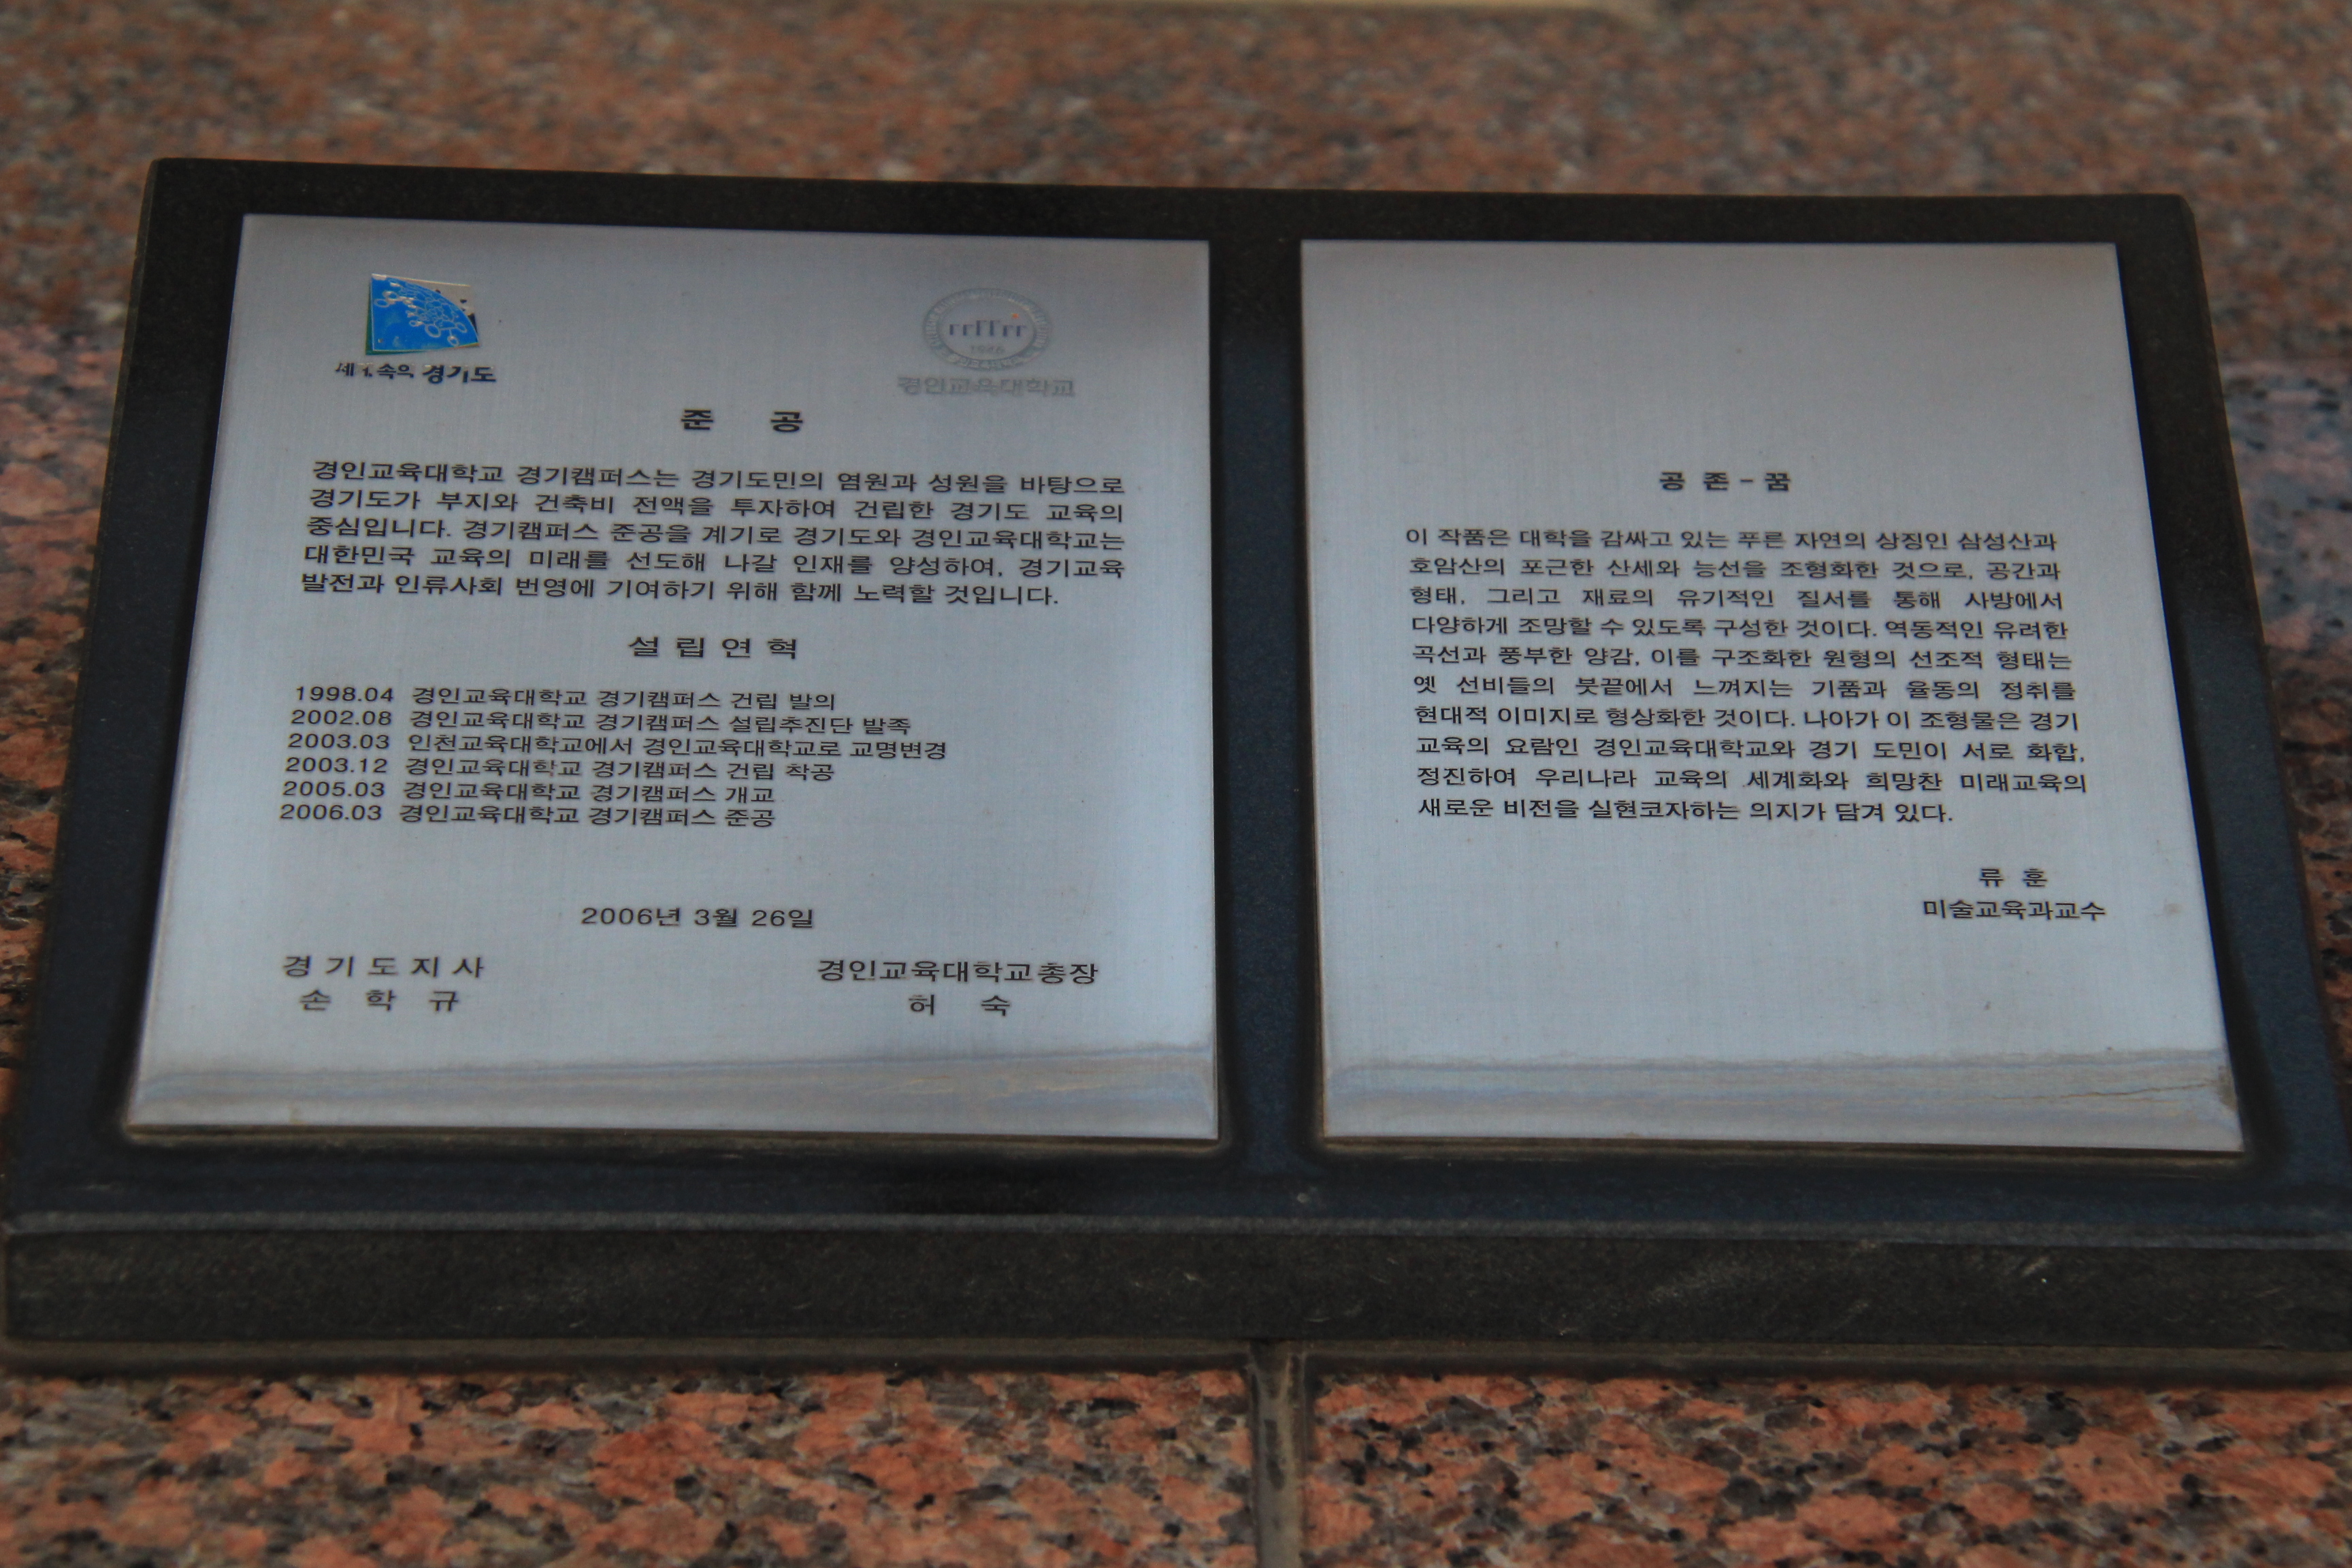 세계속의 경기도
1946
경인교육대학교
준 공
경인교육대학교 경기캠퍼스는 경기도민의 염원과 성원을 바탕으로
경기도가 부지와 건축비 전액을 투자하여 건립한 경기도 교육의
중심입니다. 경기캠퍼스 준공을 계기로 경기도와 경인교육대학교는
대한민국 교육의 미래를 선도해 나갈 인재를 양성하여, 경기교육
발전과 인류사회 번영에 기여하기 위해 함께 노력할 것입니다.
설립연혁
1998.04 경인교육대학교 경기캠퍼스 건립 발의
2002.08 경인교육대학교 경기캠퍼스 설립추진단 발족
2003.03 인천교육대학교에서 경인교육대학교로 교명변경
2003.12 경인교육대학교 경기캠퍼스 건립 착공
2005.03 경인교육대학교 경기캠퍼스 개교
2006.03 경인교육대학교 경기캠퍼스 준공
2006년 3월 26일
경기도지사
손 학 규
경인교육대학교총장
허 숙
공 존 - 꿈
이 작품은 대학을 감싸고 있는 푸른 자연의 상징인 삼성산과
호암산의 포근한 산세와 능선을 조형화한 것으로, 공간과
형태, 그리고 재료의 유기적인 질서를 통해 사방에서
다양하게 조망할 수 있도록 구성한 것이다. 역동적인 유려한
곡선과 풍부한 양감, 이를 구조화한 원형의 선조적 형태는
옛 선비들의 붓끝에서 느껴지는 기품과 율동의 정취를
현대적 이미지로 형상화한 것이다. 나아가 이 조형물은 경기
교육의 요람인 경인교육대학교와 경기 도민이 서로 화합,
정진하여 우리나라 교육의 세계화와 희망찬 미래교육의
새로운 비전을 실현코자하는 의지가 담겨 있다.
류 훈
미술교육과교수